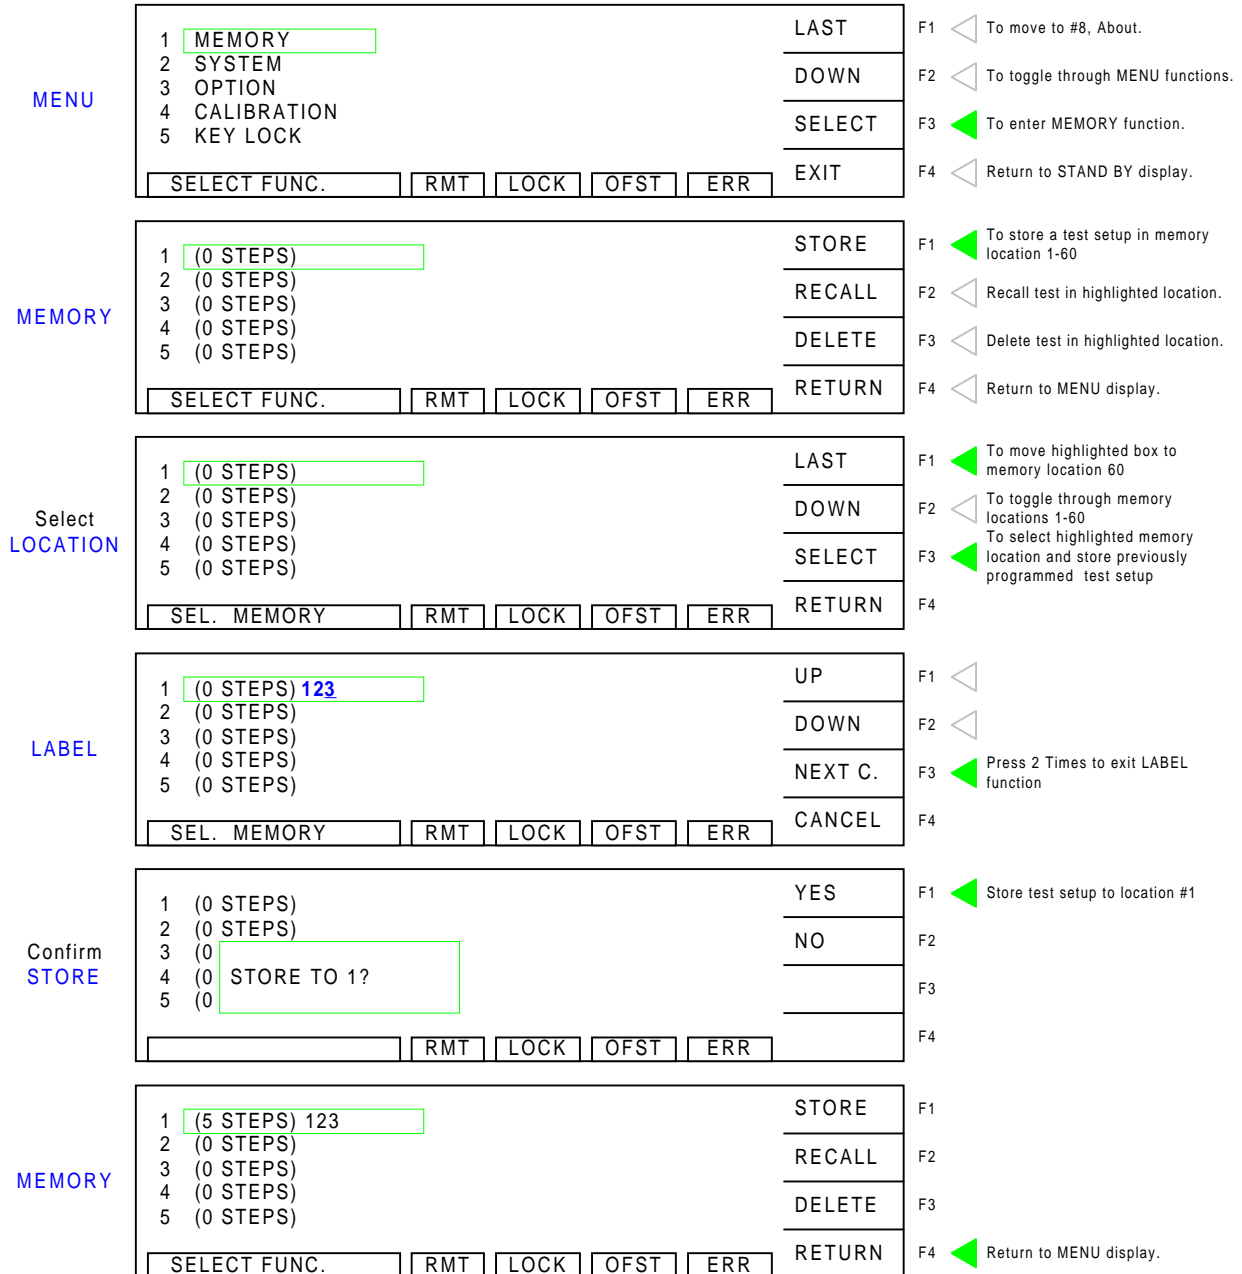 MENU
1 MEMORY
2 SYSTEM
3 OPTION
4 CALIBRATION
5 KEY LOCK
SELECT FUNC. RMT LOCK OFST ERR
LAST F1 To move to #8, About.
DOWN F2 To toggle through MENU functions.
SELECT F3 To enter MEMORY function.
EXIT F4 Return to STAND BY display.
MEMORY
1 (0 STEPS)
2 (0 STEPS)
3 (0 STEPS)
4 (0 STEPS)
5 (0 STEPS)
SELECT FUNC. RMT LOCK OFST ERR
STORE F1 To store a test setup in memory
location 1-60
RECALL F2 Recall test in highlighted location.
DELETE F3 Delete test in highlighted location.
RETURN F4 Return to MENU display.
Select
LOCATION
1 (0 STEPS)
2 (0 STEPS)
3 (0 STEPS)
4 (0 STEPS)
5 (0 STEPS)
SEL. MEMORY RMT LOCK OFST ERR
LAST F1 To move highlighted box to
memory location 60
DOWN F2 To toggle through memory
locations 1-60
SELECT F3 To select highlighted memory
location and store previously
programmed test setup
RETURN F4
LABEL
1 (0 STEPS) 123
2 (0 STEPS)
3 (0 STEPS)
4 (0 STEPS)
5 (0 STEPS)
SEL. MEMORY RMT LOCK OFST ERR
UP F1
DOWN F2
NEXT C. F3 Press 2 Times to exit LABEL
function
CANCEL F4
Confirm
STORE
1 (0 STEPS)
2 (0 STEPS)
3 (0
4 (0 STORE TO 1?
5 (0
RMT LOCK OFST ERR
YES F1 Store test setup to location #1
NO F2
F3
F4
MEMORY
1 (5 STEPS) 123
2 (0 STEPS)
3 (0 STEPS)
4 (0 STEPS)
5 (0 STEPS)
SELECT FUNC. RMT LOCK OFST ERR
STORE F1
RECALL F2
DELETE F3
RETURN F4 Return to MENU display.